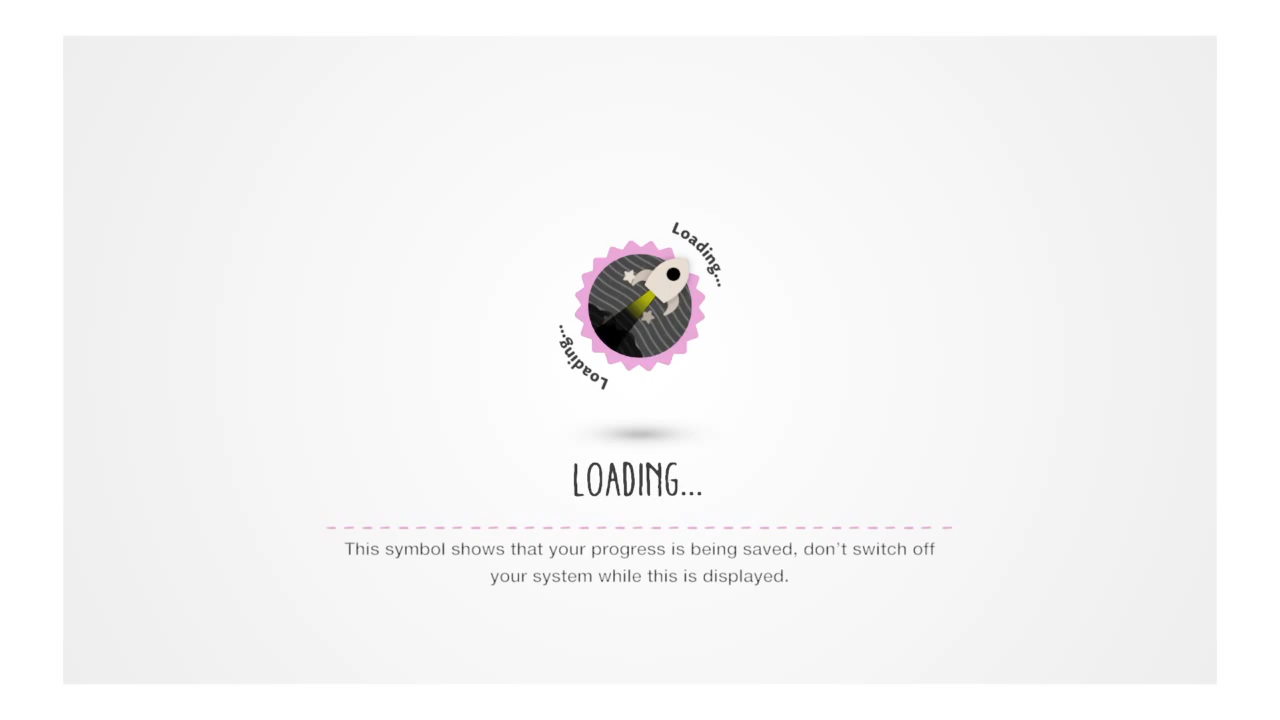 Loading...
Loading...
LOADING...
This symbol shows that your progress is being saved, don't switch off
your system while this is displayed.